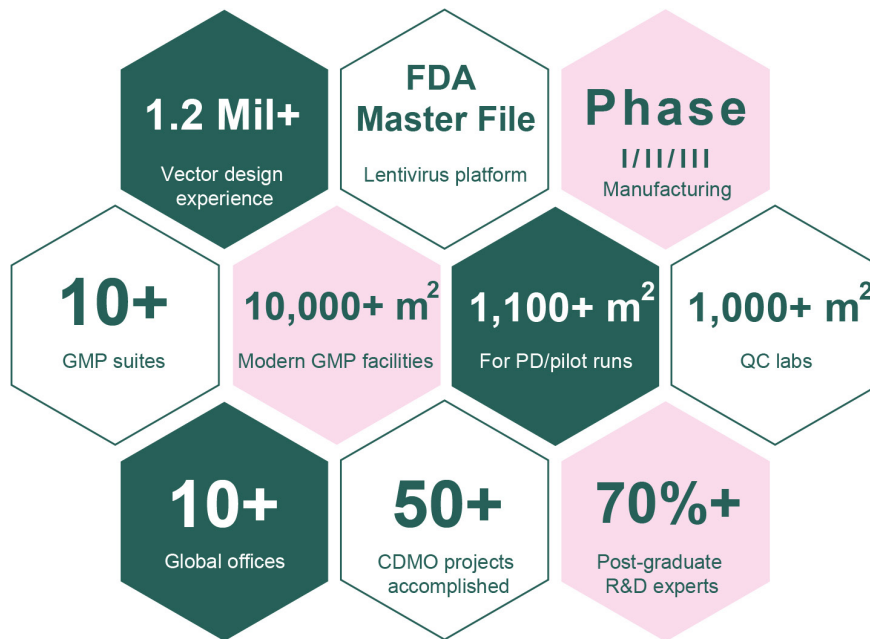 1.2 Mil+
Vector design
experience
FDA
Master File
Lentivirus platform
Phase
I/II/III
Manufacturing
10+
GMP suites
10,000+ m²
Modern GMP facilities
1,100+ m²
For PD/pilot runs
1,000+ m²
QC labs
10+
Global offices
50+
CDMO projects
accomplished
70%+
Post-graduate
R&D experts